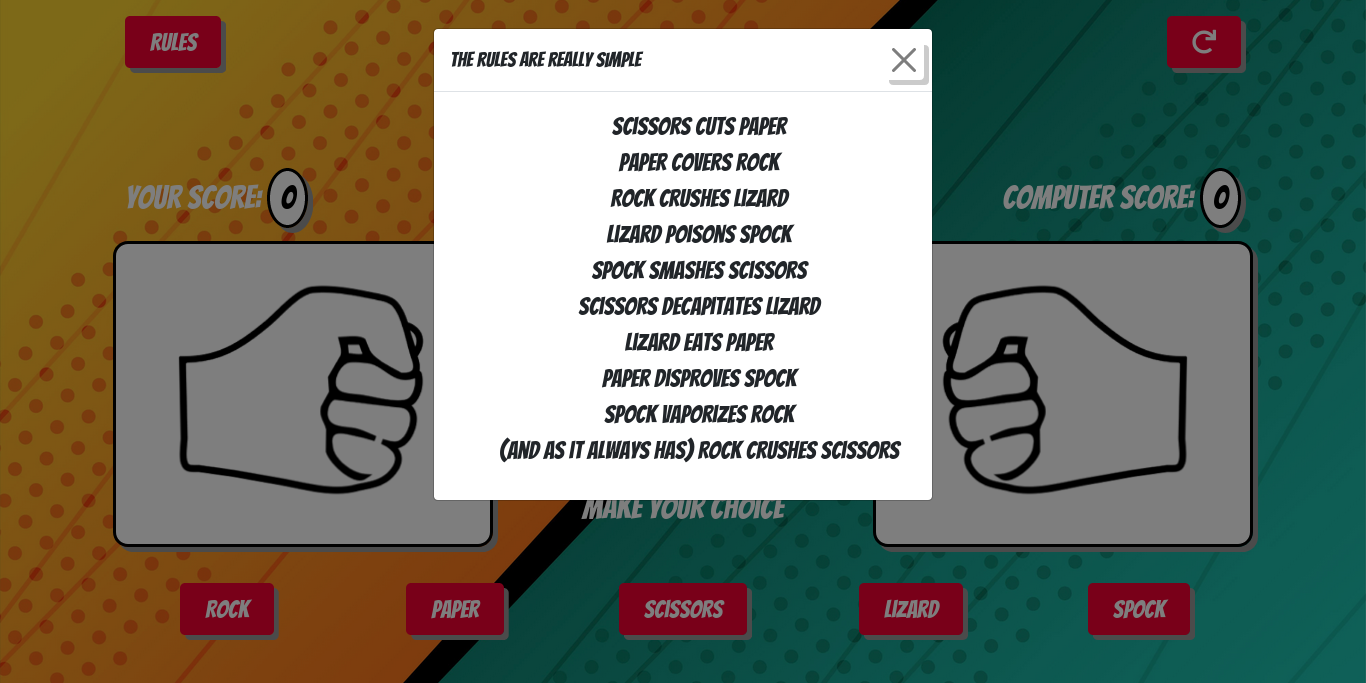 RULES
THE RULES ARE REALLY SIMPLE
SCISSORS CUTS PAPER
PAPER COVERS ROCK
ROCK CRUSHES LIZARD
LIZARD POISONS SPOCK
SPOCK SMASHES SCISSORS
SCISSORS DECAPITATES LIZARD
LIZARD EATS PAPER
PAPER DISPROVES SPOCK
SPOCK VAPORIZES ROCK
(AND AS IT ALWAYS HAS) ROCK CRUSHES SCISSORS
YOUR SCORE: 0
COMPUTER SCORE: 0
MAKE YOUR CHOICE
ROCK
PAPER
SCISSORS
LIZARD
SPOCK